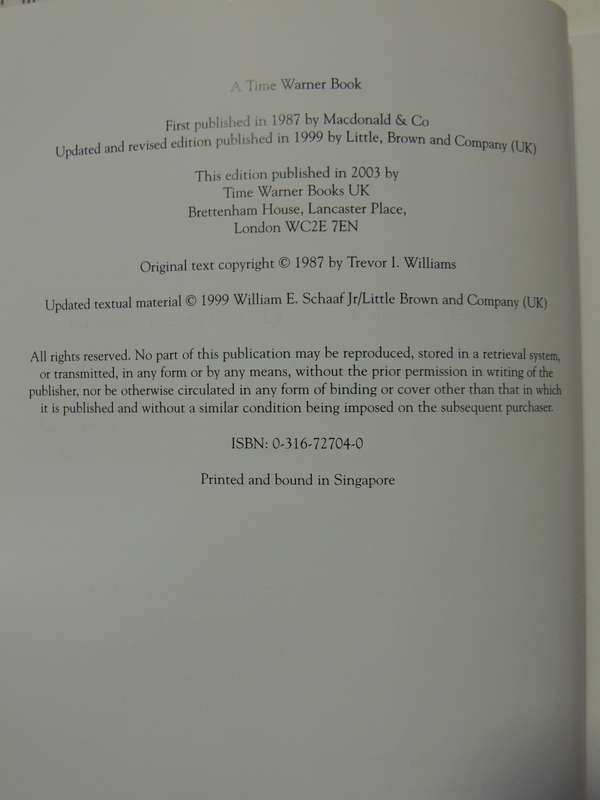 A Time Warner Book
First published in 1987 by Macdonald & Co
Updated and revised edition published in 1999 by Little, Brown and Company (UK)
This edition published in 2003 by
Time Warner Books UK
Brettenham House, Lancaster Place,
London WC2E 7EN
Original text copyright © 1987 by Trevor I. Williams
Updated textual material © 1999 William E. Schaaf Jr/Little Brown and Company (UK)
All rights reserved. No part of this publication may be reproduced, stored in a retrieval system,
or transmitted, in any form or by any means, without the prior permission in writing of the
publisher, nor be otherwise circulated in any form of binding or cover other than that in which
it is published and without a similar condition being imposed on the subsequent purchaser.
ISBN: 0-316-72704-0
Printed and bound in Singapore